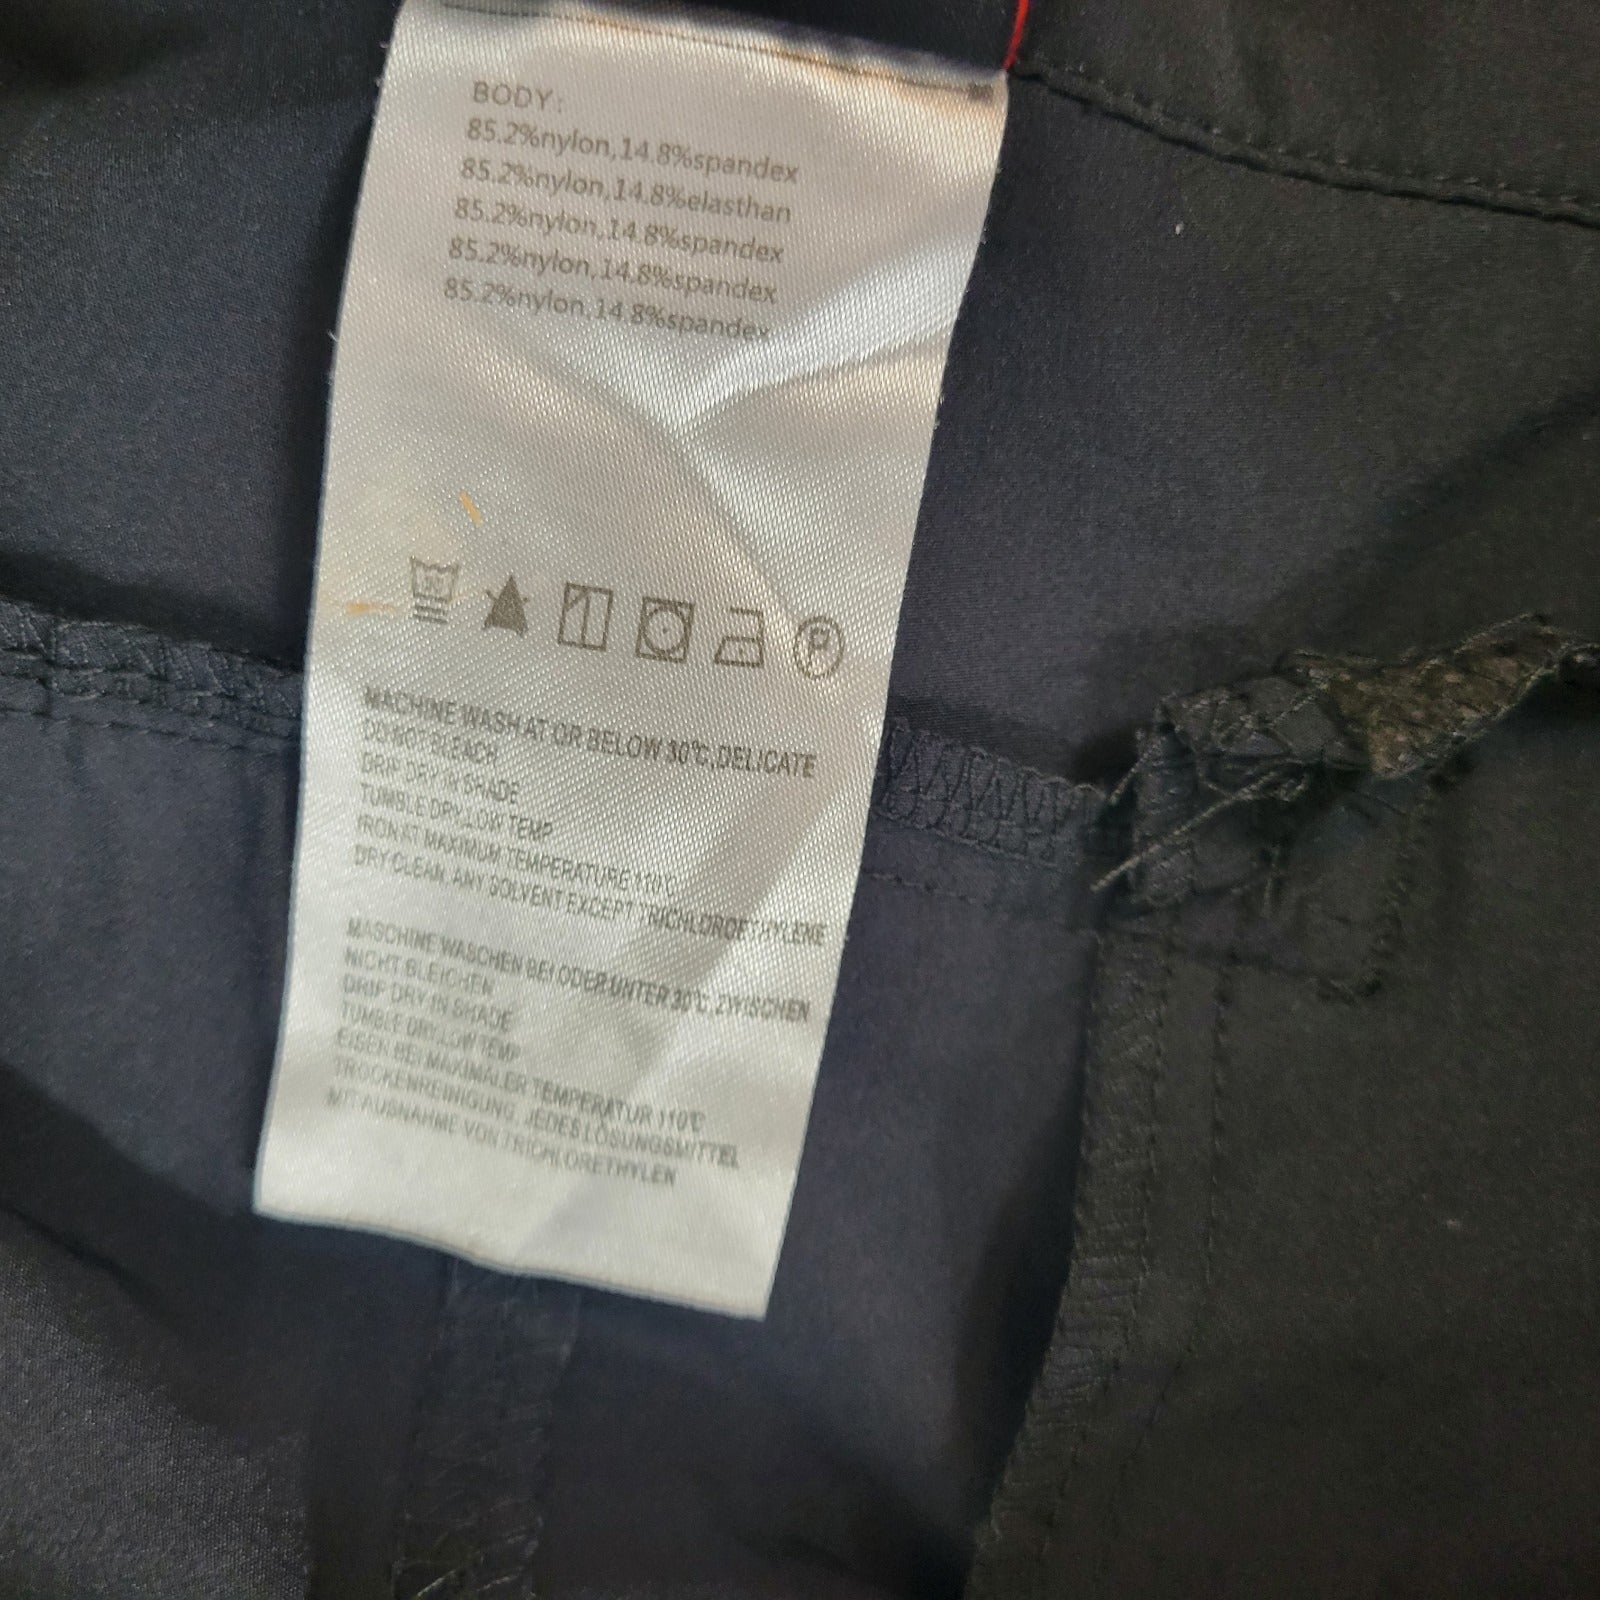 BODY:
85.2%nylon,14.8%spandex
85.2%nylon,14.8%elasthan
85.2%nylon,14.8%spandex
85.2%nylon,14.8%spandex
85.2%nylon,14.8%spandex
30
P
MACHINE WASH AT OR BELOW 30℃,DELICATE
DO NOT BLEACH
DRIP DRY IN SHADE
TUMBLE DRY,LOW TEMP
IRON AT MAXIMUM TEMPERATURE 110℃
DRY CLEAN, ANY SOLVENT EXCEPT TRICHLOROETHYLENE
MASCHINE WASCHEN BEI ODER UNTER 30℃, ZWISCHEN
NICHT BLEICHEN
DRIP DRY IN SHADE
TUMBLE DRY,LOW TEMP
EISEN BEI MAXIMALER TEMPERATUR 110℃
TROCKENREINIGUNG, JEDES LÖSUNGSMITTEL
MIT AUSNAHME VON TRICHLORETHYLEN